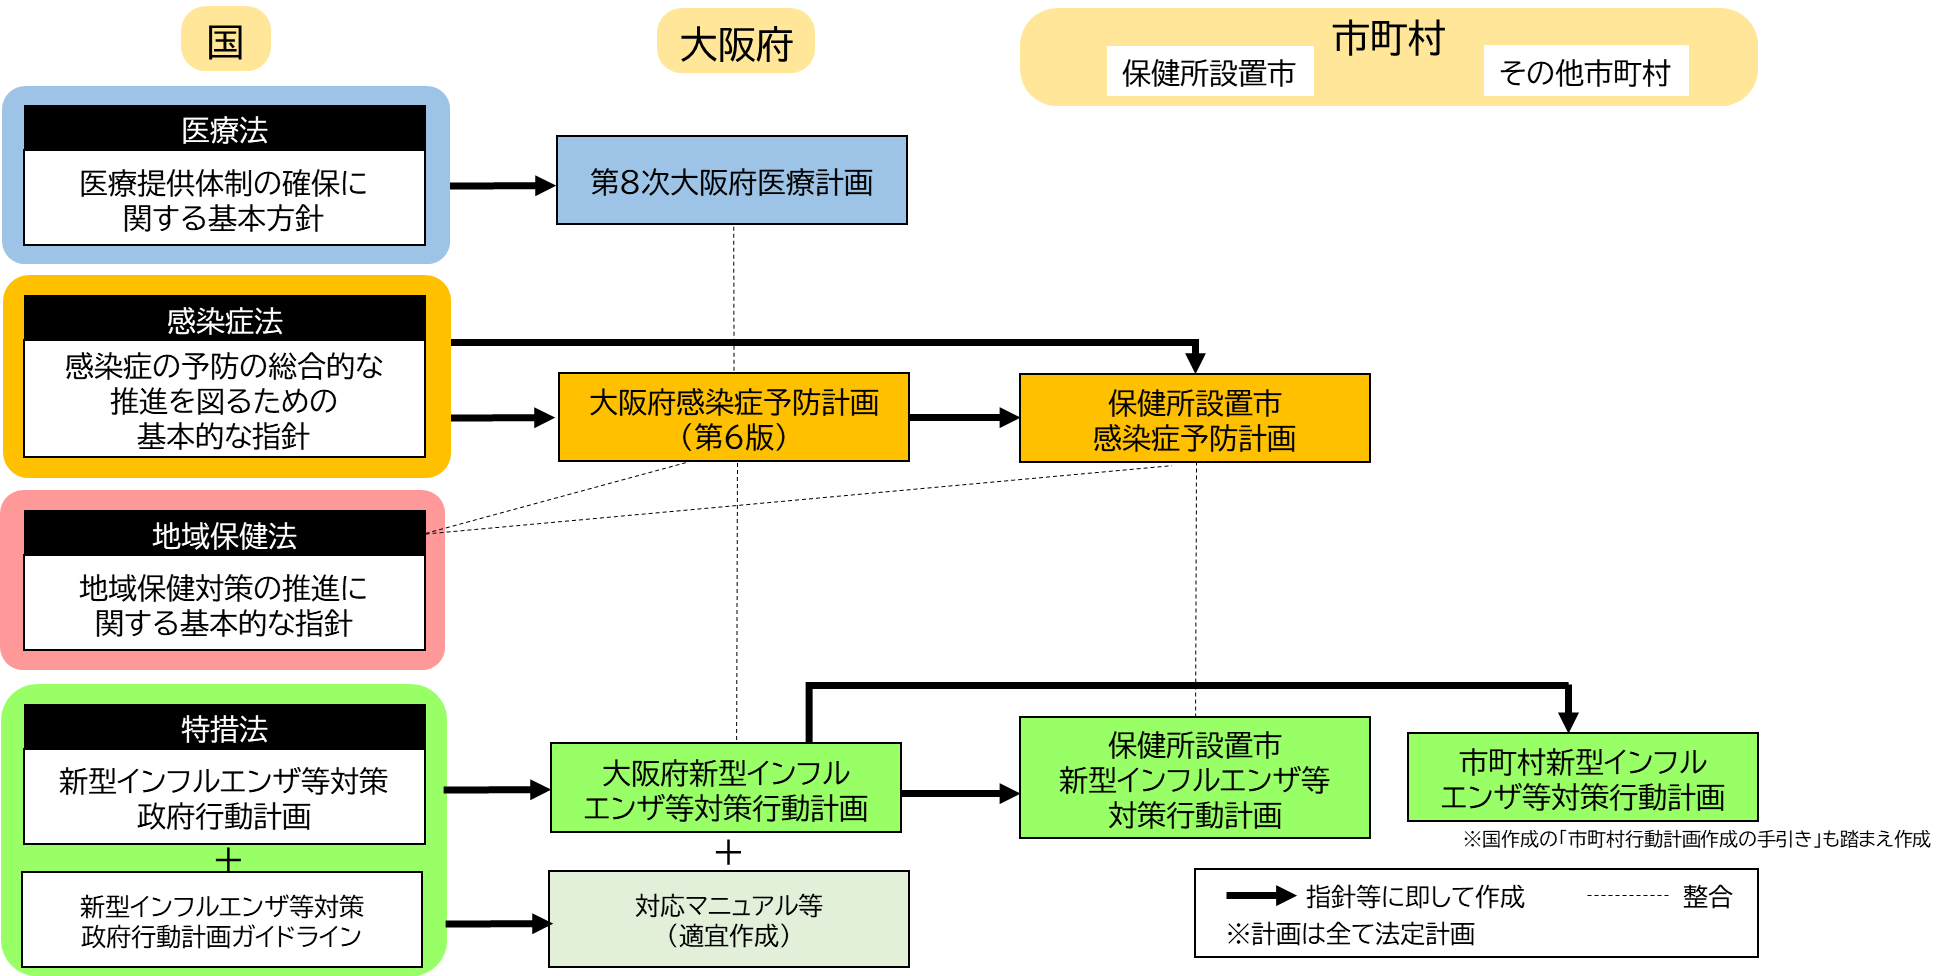 国
大阪府
市町村
保健所設置市
その他市町村
医療法
医療提供体制の確保に
関する基本方針
第8次大阪府医療計画
感染症法
感染症の予防の総合的な
推進を図るための
基本的な指針
大阪府感染症予防計画
（第6版）
保健所設置市
感染症予防計画
地域保健法
地域保健対策の推進に
関する基本的な指針
特措法
新型インフルエンザ等対策
政府行動計画
＋
新型インフルエンザ等対策
政府行動計画ガイドライン
大阪府新型インフル
エンザ等対策行動計画
＋
対応マニュアル等
（適宜作成）
保健所設置市
新型インフルエンザ等
対策行動計画
市町村新型インフル
エンザ等対策行動計画
※国作成の「市町村行動計画作成の手引き」も踏まえ作成
指針等に即して作成
整合
※計画は全て法定計画